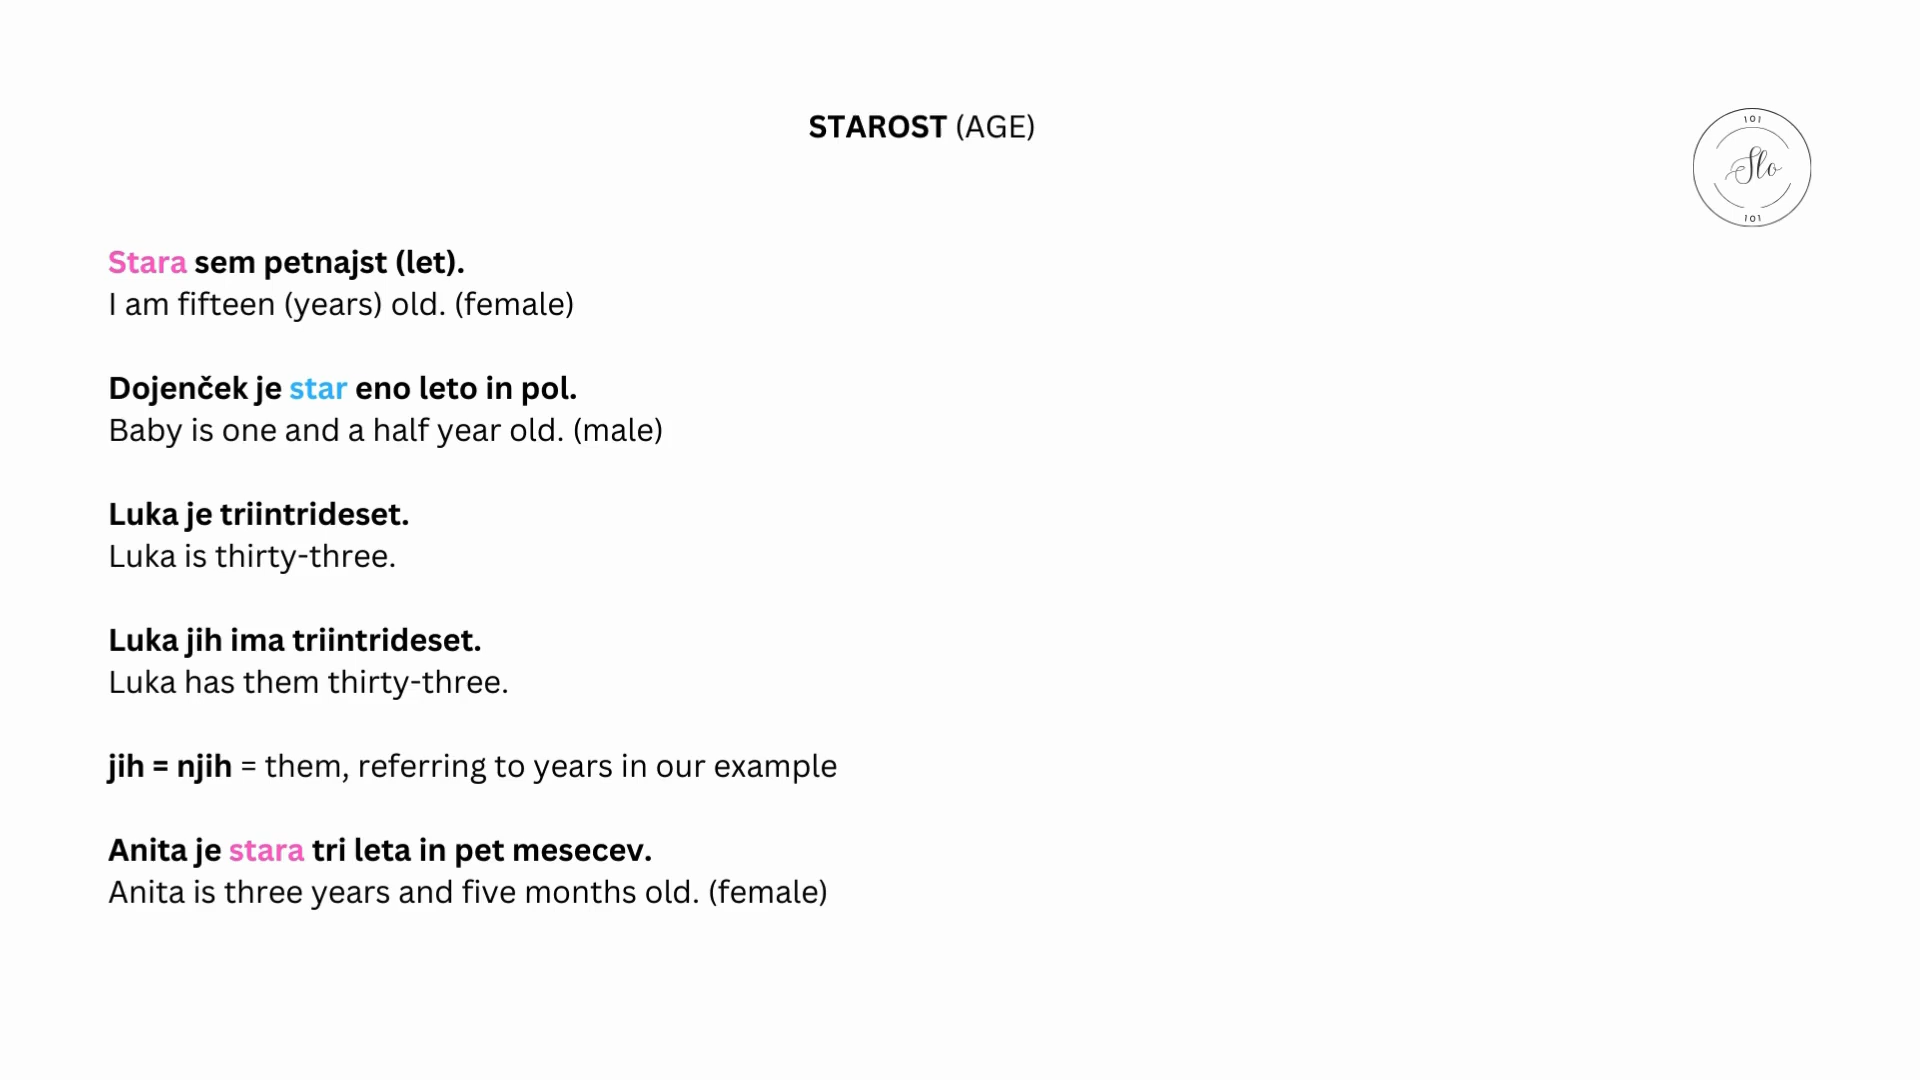 STAROST (AGE)
101
Slo
101
Stara sem petnajst (let).
I am fifteen (years) old. (female)
Dojenček je star eno leto in pol.
Baby is one and a half year old. (male)
Luka je triintrideset.
Luka is thirty-three.
Luka jih ima triintrideset.
Luka has them thirty-three.
jih = njih = them, referring to years in our example
Anita je stara tri leta in pet mesecev.
Anita is three years and five months old. (female)